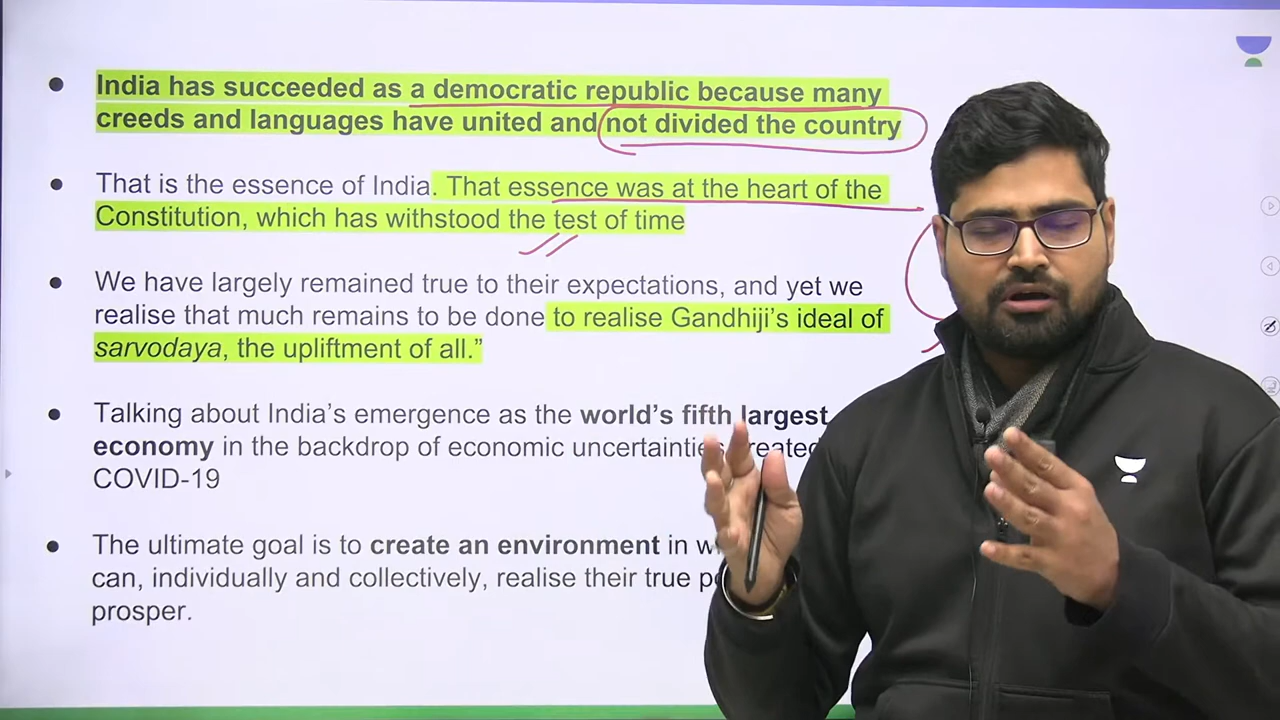 India has succeeded as a democratic republic because many
creeds and languages have united and not divided the country
That is the essence of India. That essence was at the heart of the
Constitution, which has withstood the test of time
We have largely remained true to their expectations, and yet we
realise that much remains to be done to realise Gandhiji's ideal of
sarvodaya, the upliftment of all.”
Talking about India's emergence as the world's fifth largest
economy in the backdrop of economic uncertainties created
COVID-19
The ultimate goal is to create an environment in
can, individually and collectively, realise their true
prosper.